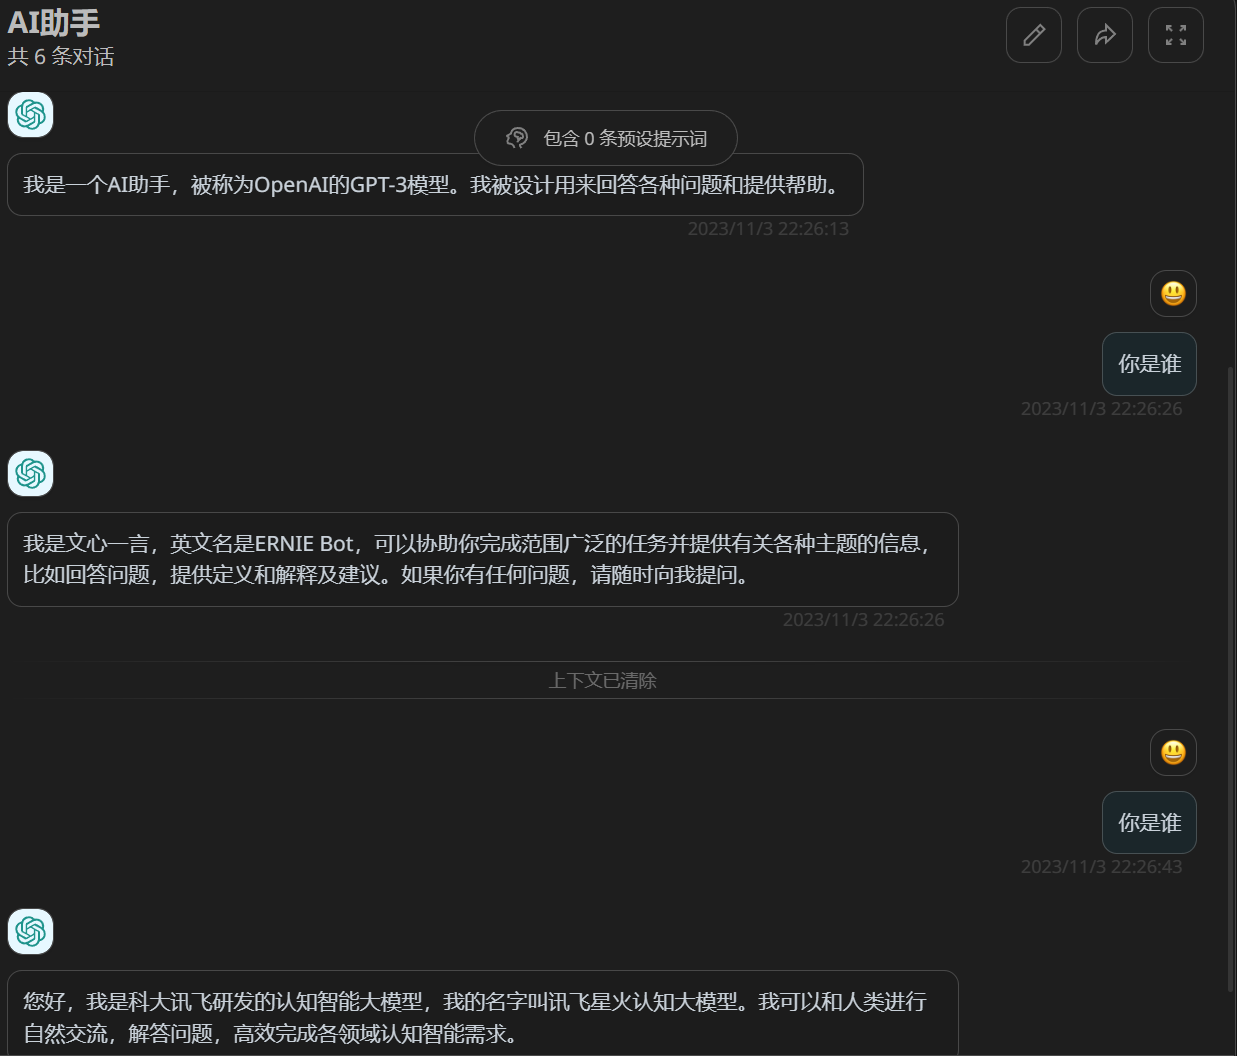 AI助手
共 6 条对话
包含 0 条预设提示词
我是一个AI助手，被称为OpenAI的GPT-3模型。我被设计用来回答各种问题和提供帮助。
2023/11/3 22:26:13
你是谁
2023/11/3 22:26:26
我是文心一言，英文名是ERNIE Bot，可以协助你完成范围广泛的任务并提供有关各种主题的信息，
比如回答问题，提供定义和解释及建议。如果你有任何问题，请随时向我提问。
2023/11/3 22:26:26
上下文已清除
你是谁
2023/11/3 22:26:43
您好，我是科大讯飞研发的认知智能大模型，我的名字叫讯飞星火认知大模型。我可以和人类进行
自然交流，解答问题，高效完成各领域认知智能需求。